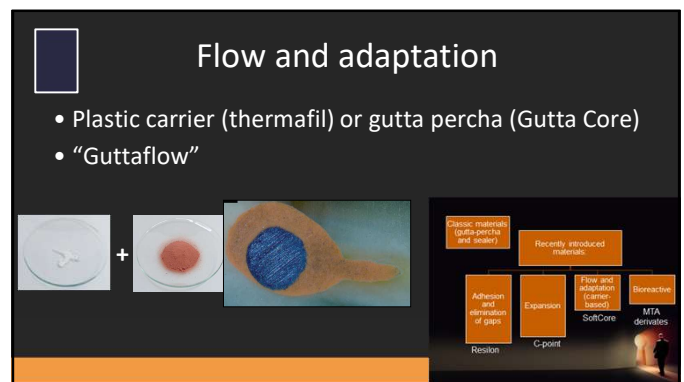 Flow and adaptation
• Plastic carrier (thermafil) or gutta percha (Gutta Core)
• “Guttaflow”
+
Classic materials
(gutta-percha
and sealer)
Recently introduced
materials:
Adhesion
and
elimination
of gaps
Resilon
Expansion
C-point
Flow and
adaptation
(carrier-
based)
SoftCore
Bioreactive
MTA
derivates